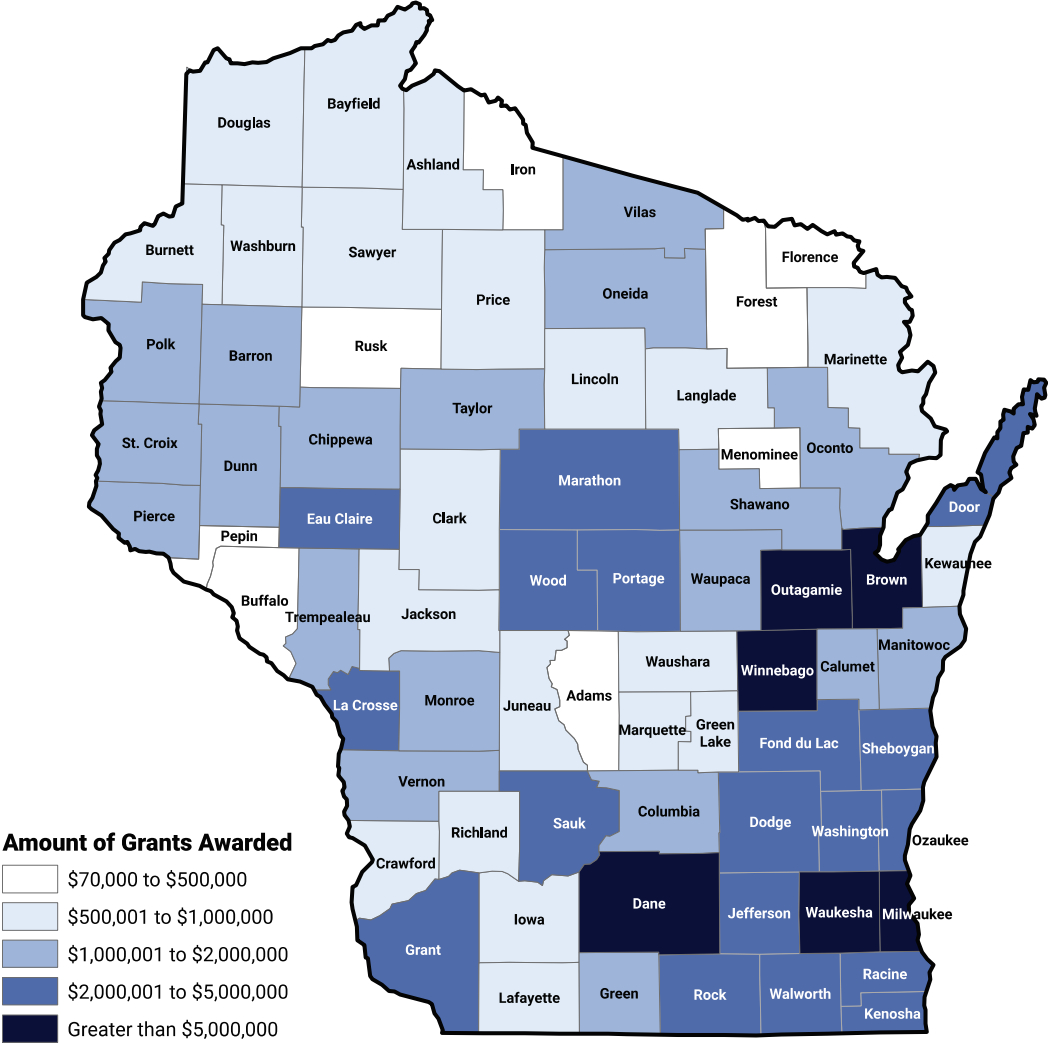 Bayfield
Douglas
Ashland
Iron
Vilas
Burnett
Washburn
Sawyer
Florence
Price
Oneida
Forest
Polk
Barron
Rusk
Marinette
Lincoln
Langlade
Taylor
St. Croix
Chippewa
Oconto
Menominee
Dunn
Marathon
Shawano
Pierce
Eau Claire
Clark
Door
Pepin
Kewaunee
Wood
Portage
Waupaca
Outagamie
Brown
Buffalo
Trempealeau
Jackson
Manitowoc
Waushara
Winnebago
Calumet
La Crosse
Monroe
Juneau
Adams
Marquette
Green
Lake
Fond du Lac
Sheboygan
Vernon
Columbia
Richland
Sauk
Dodge
Washington
Ozaukee
Crawford
Dane
Jefferson
Waukesha
Milwaukee
Iowa
Grant
Racine
Lafayette
Green
Rock
Walworth
Kenosha
Amount of Grants Awarded
$70,000 to $500,000
$500,001 to $1,000,000
$1,000,001 to $2,000,000
$2,000,001 to $5,000,000
Greater than $5,000,000